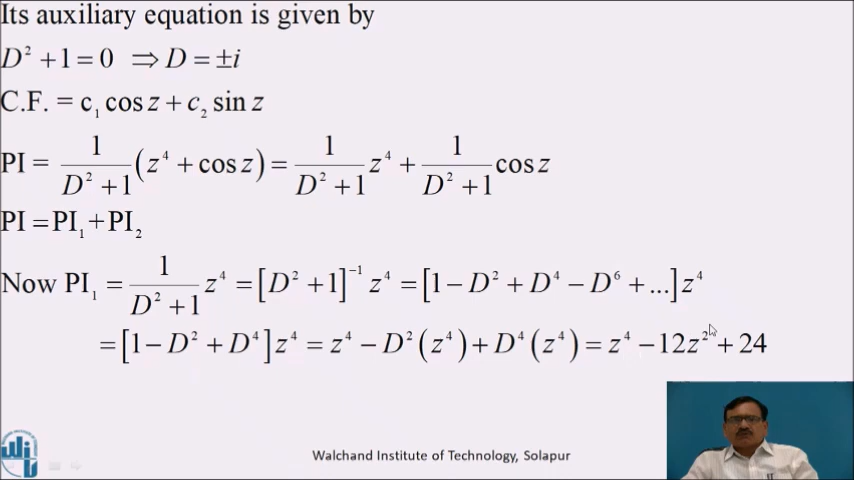 Its auxiliary equation is given by
D² + 1 = 0 ⇒ D = ±i
C.F. = c₁ cos z + c₂ sin z
PI = 1/(D² + 1) (z⁴ + cos z) = 1/(D² + 1) z⁴ + 1/(D² + 1) cos z
PI = PI₁ + PI₂
Now PI₁ = 1/(D² + 1) z⁴ = [D² + 1]⁻¹ z⁴ = [1 − D² + D⁴ − D⁶ + ...] z⁴
= [1 − D² + D⁴] z⁴ = z⁴ − D² (z⁴) + D⁴ (z⁴) = z⁴ − 12z² + 24
Walchand Institute of Technology, Solapur